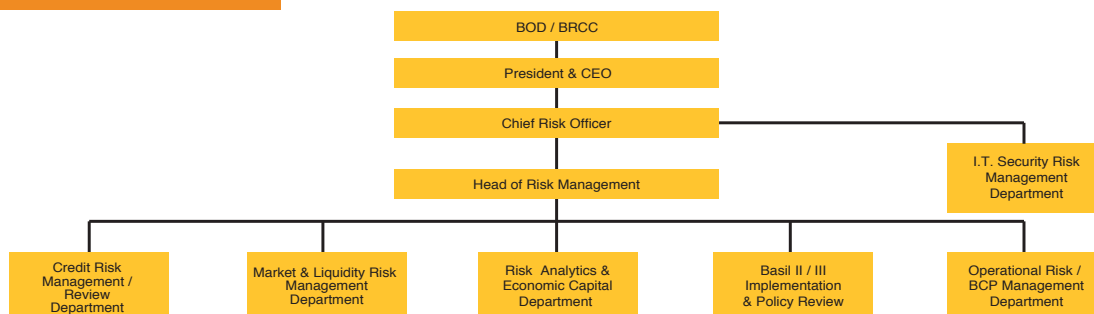 BOD / BRCC
President & CEO
Chief Risk Officer
I.T. Security Risk
Management
Department
Head of Risk Management
Credit Risk
Management /
Review
Department
Market & Liquidity Risk
Management
Department
Risk Analytics &
Economic Capital
Department
Basil II / III
Implementation
& Policy Review
Operational Risk /
BCP Management
Department